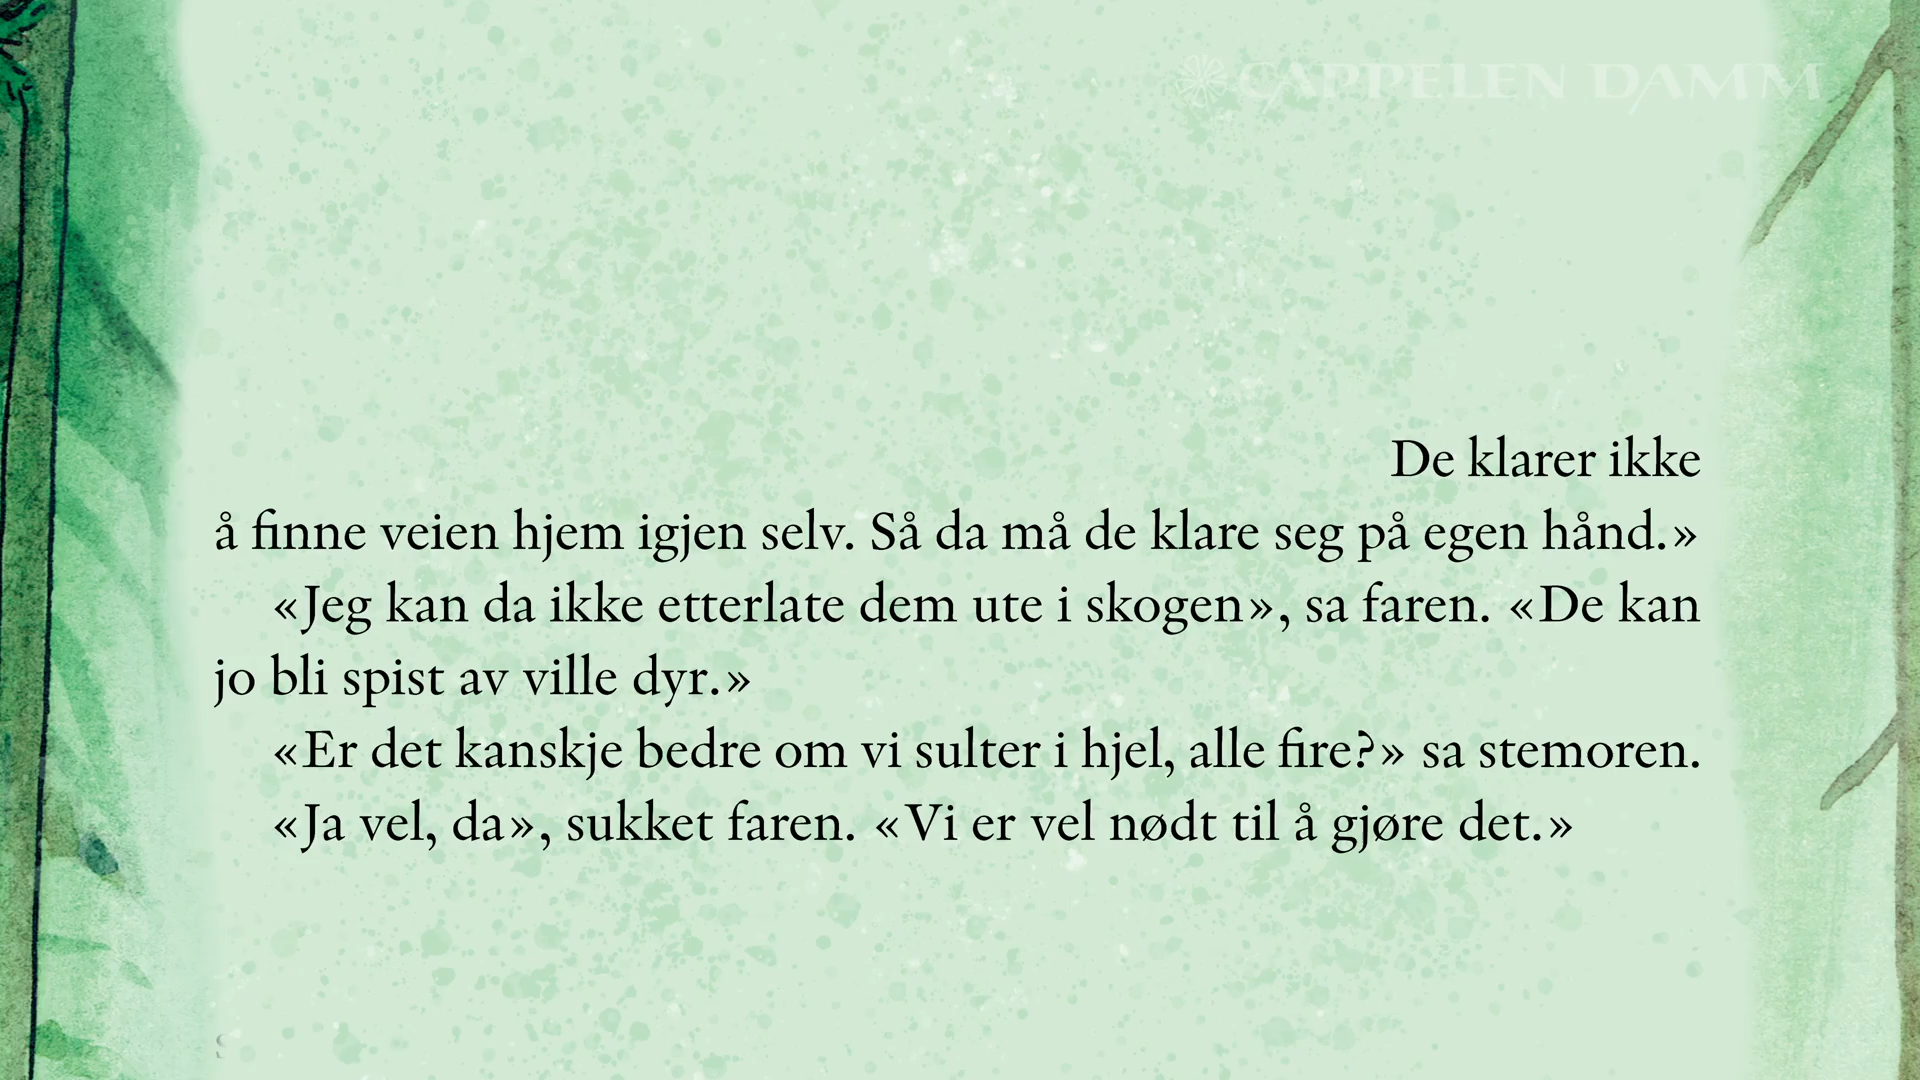 CAPPELEN DAMM
De klarer ikke
å finne veien hjem igjen selv. Så da må de klare seg på egen hånd.»
«Jeg kan da ikke etterlate dem ute i skogen», sa faren. «De kan
jo bli spist av ville dyr.»
«Er det kanskje bedre om vi sulter i hjel, alle fire?» sa stemoren.
«Ja vel, da», sukket faren. «Vi er vel nødt til å gjøre det.»